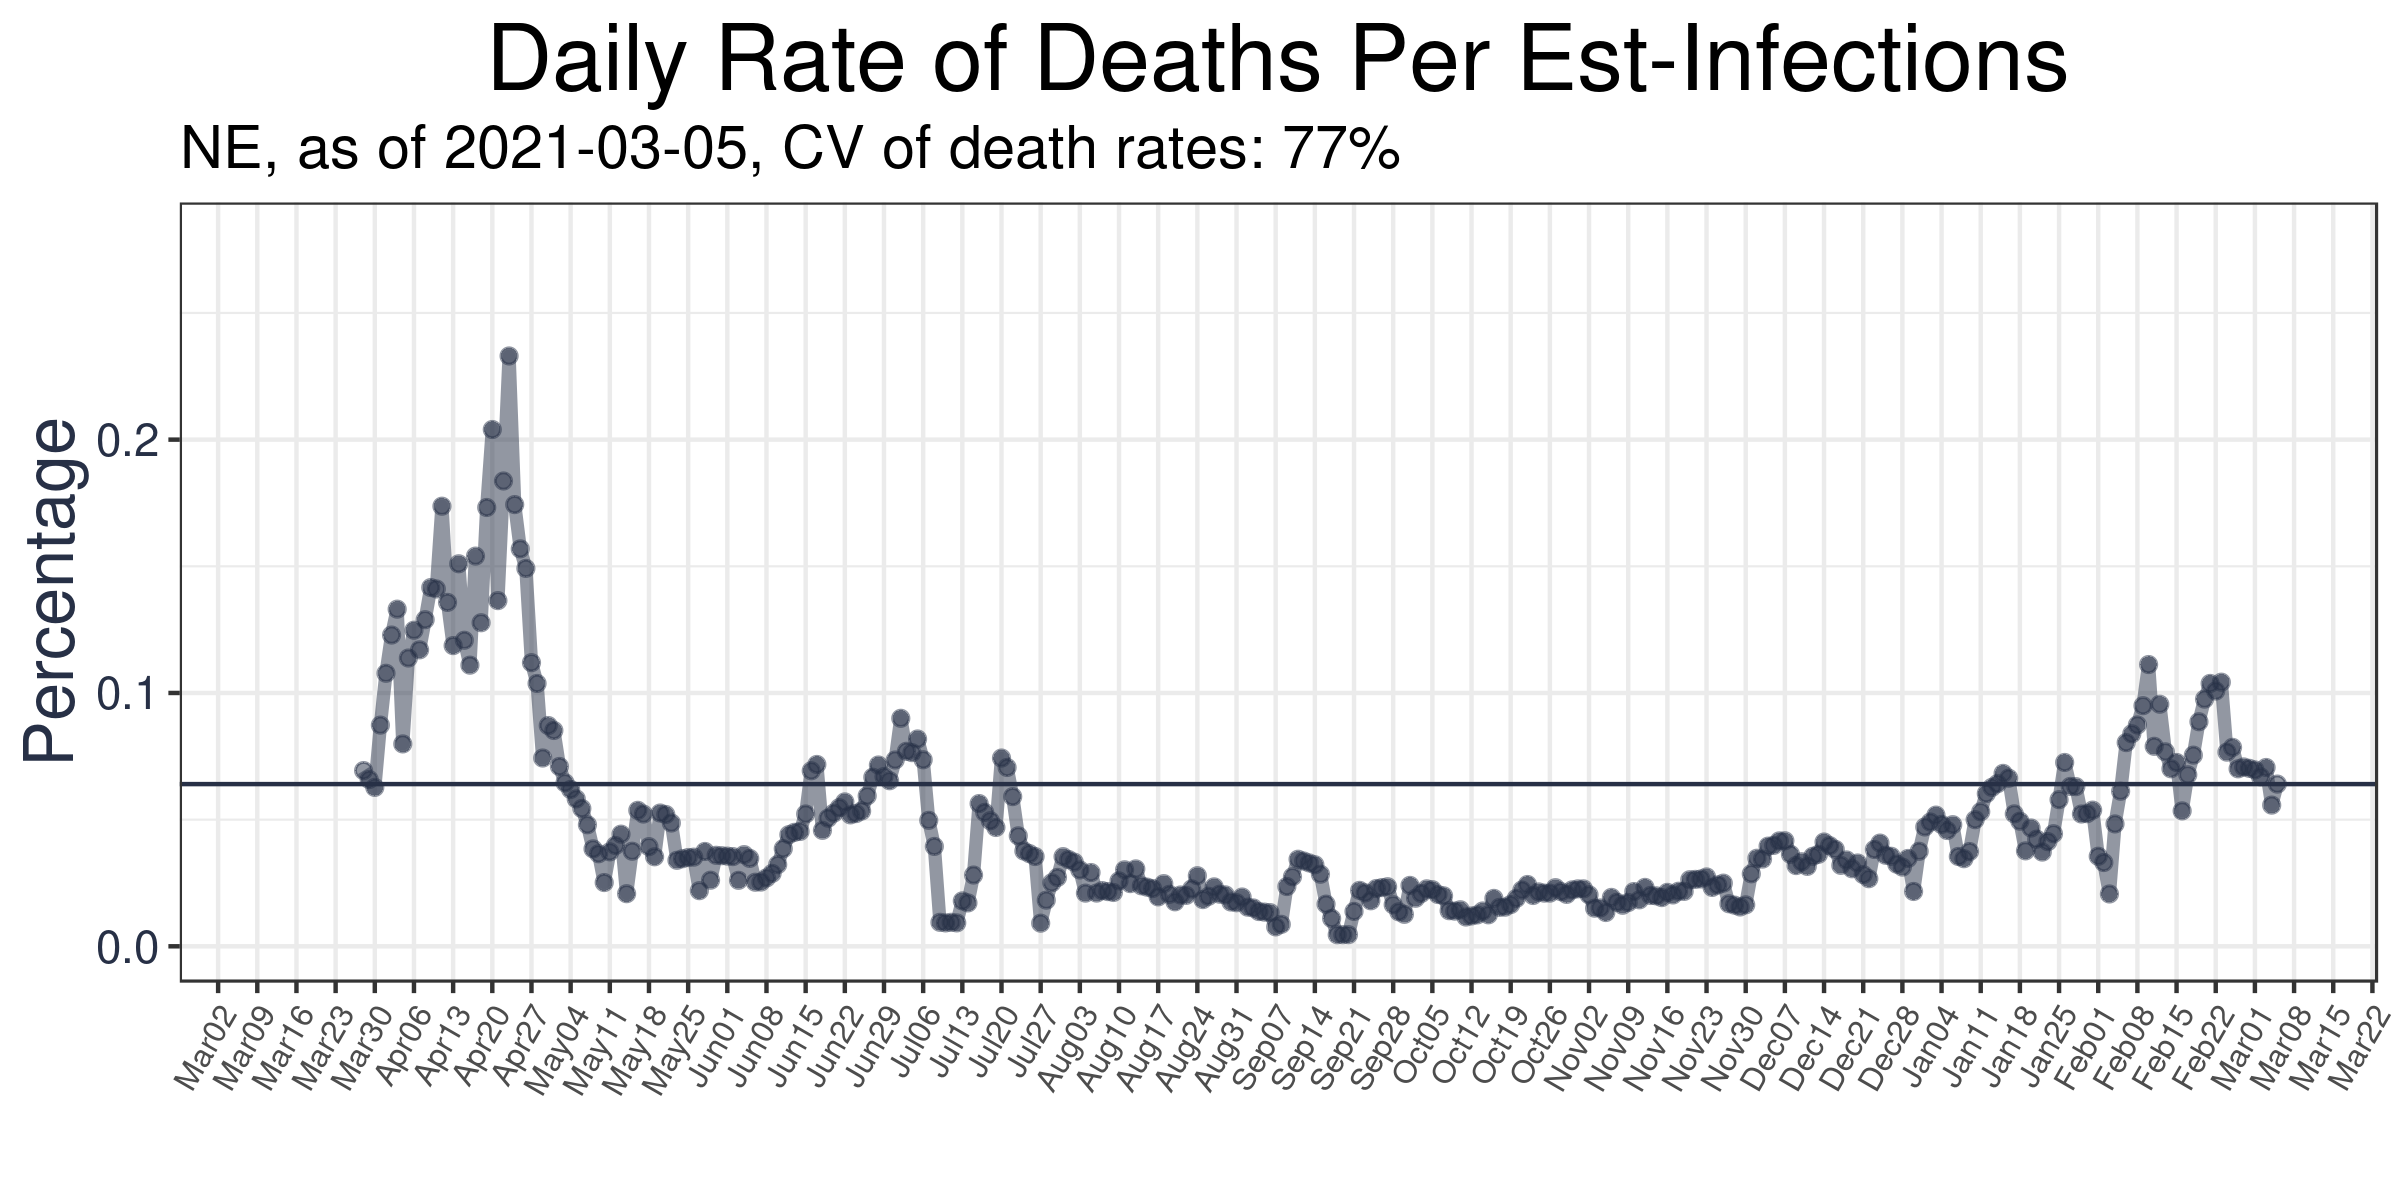 Daily Rate of Deaths Per Est-Infections
NE, as of 2021-03-05, CV of death rates: 77%
Percentage
0.2
0.1
0.0
Mar02
Mar09
Mar16
Mar23
Mar30
Apr06
Apr13
Apr20
Apr27
May04
May11
May18
May25
Jun01
Jun08
Jun15
Jun22
Jun29
Jul06
Jul13
Jul20
Jul27
Aug03
Aug10
Aug17
Aug24
Aug31
Sep07
Sep14
Sep21
Sep28
Oct05
Oct12
Oct19
Oct26
Nov02
Nov09
Nov16
Nov23
Nov30
Dec07
Dec14
Dec21
Dec28
Jan04
Jan11
Jan18
Jan25
Feb01
Feb08
Feb15
Feb22
Mar01
Mar08
Mar15
Mar22